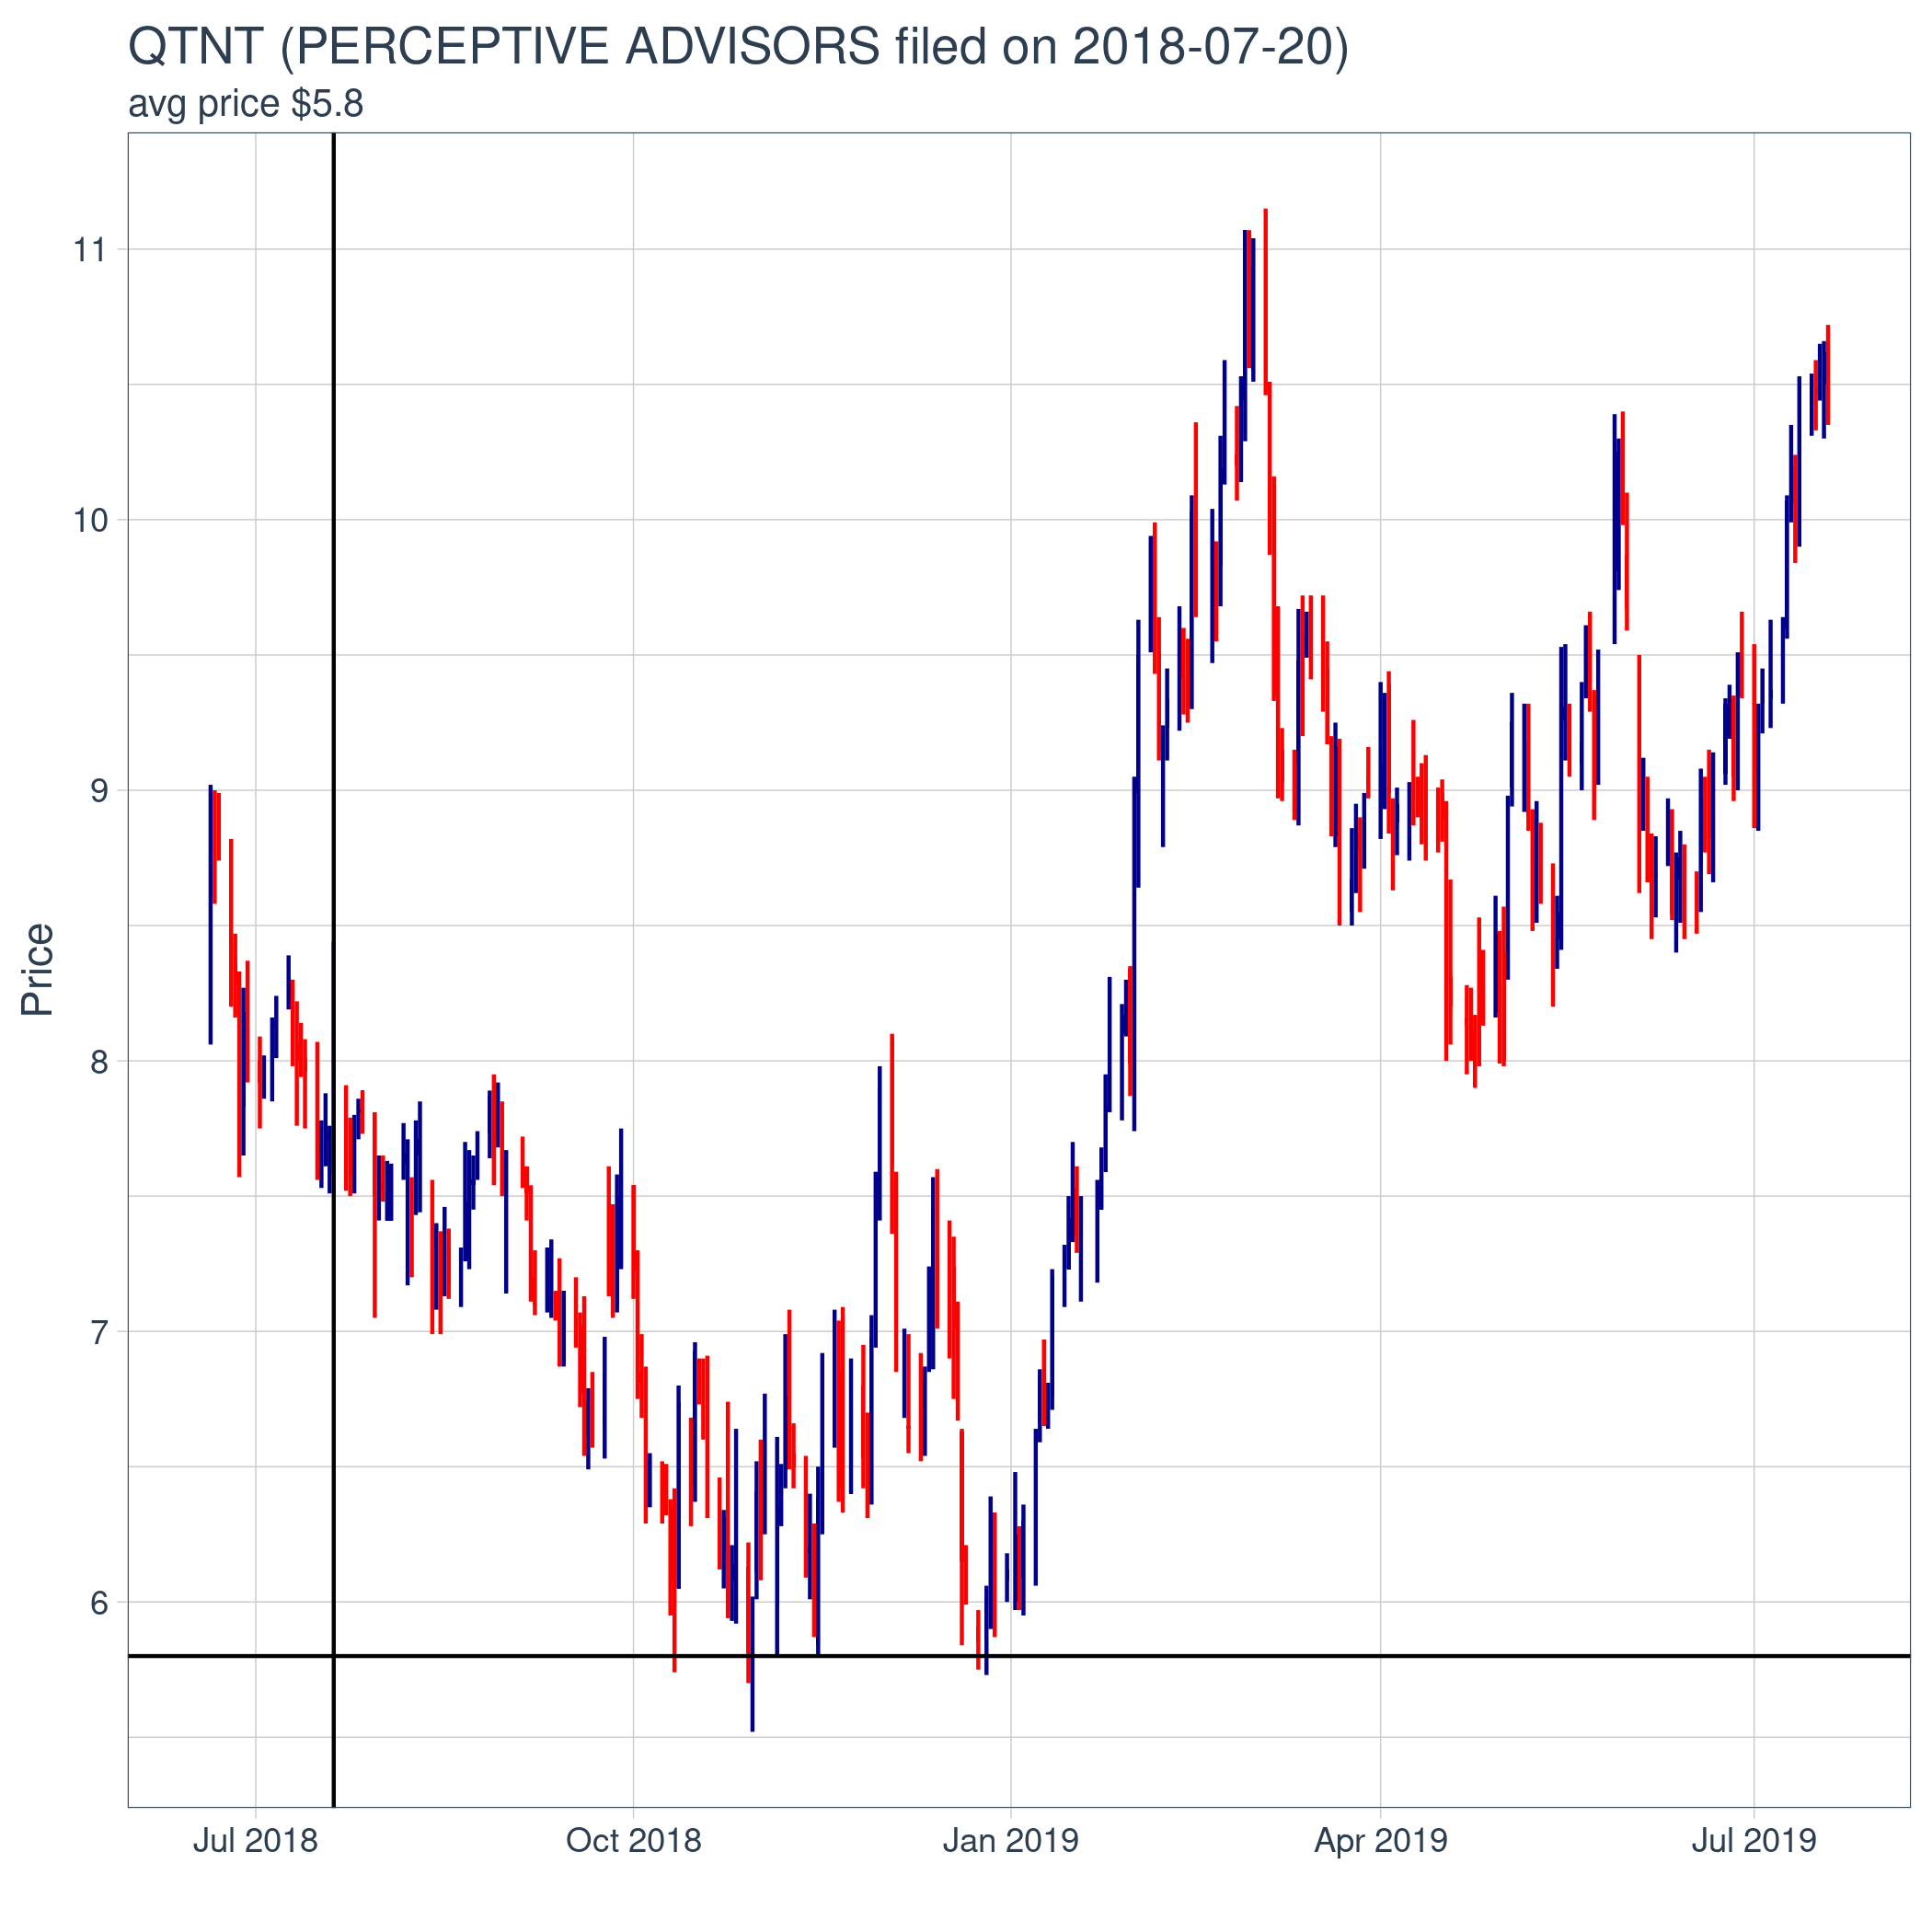 QTNT (PERCEPTIVE ADVISORS filed on 2018-07-20)
avg price $5.8
11
10
9
8
7
6
Price
Jul 2018
Oct 2018
Jan 2019
Apr 2019
Jul 2019